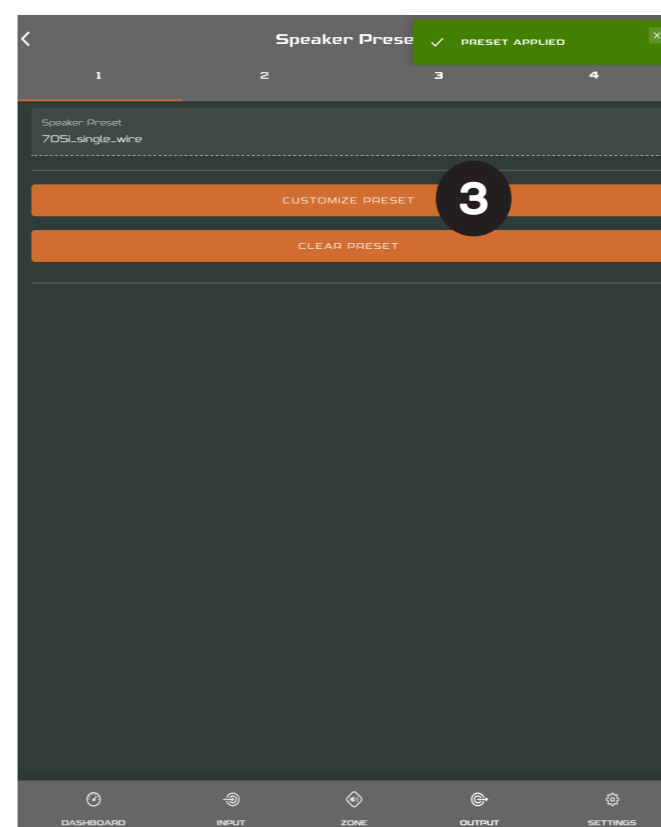 Speaker Prese
PRESET APPLIED
1 2 3 4
Speaker Preset
705i_single_wire
CUSTOMIZE PRESET
3
CLEAR PRESET
DASHBOARD INPUT ZONE OUTPUT SETTINGS